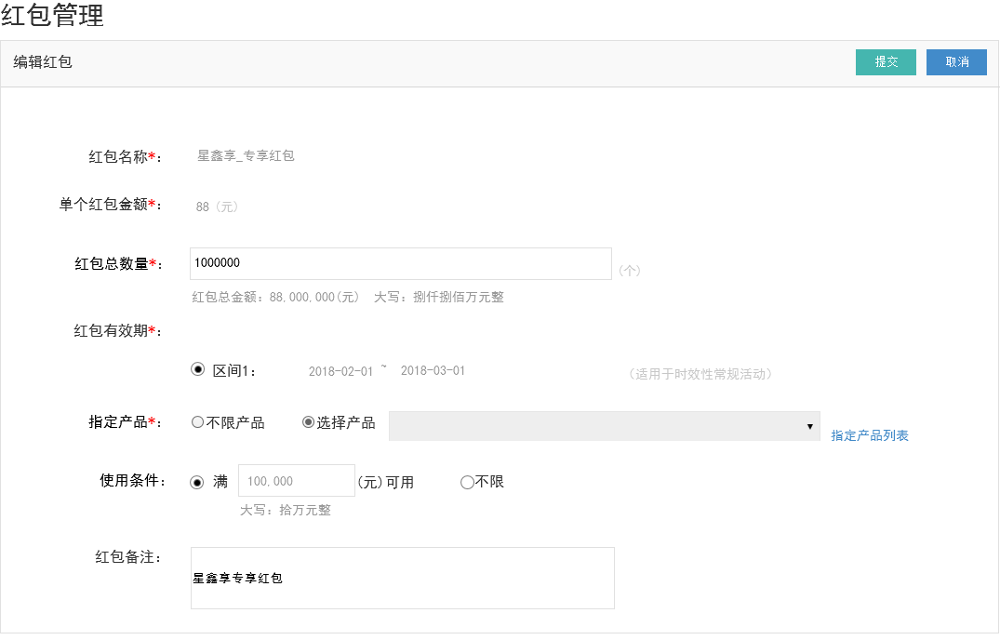 红包管理
编辑红包 提交 取消
红包名称*： 星鑫享_专享红包
单个红包金额*： 88（元）
红包总数量*： 1000000 （个）
红包总金额：88,000,000(元) 大写：捌仟捌佰万元整
红包有效期*：
区间1： 2018-02-01 ~ 2018-03-01 （适用于时效性常规活动）
指定产品*： 不限产品 选择产品 指定产品列表
使用条件： 满 100,000 (元)可用 不限
大写：拾万元整
红包备注： 星鑫享专享红包